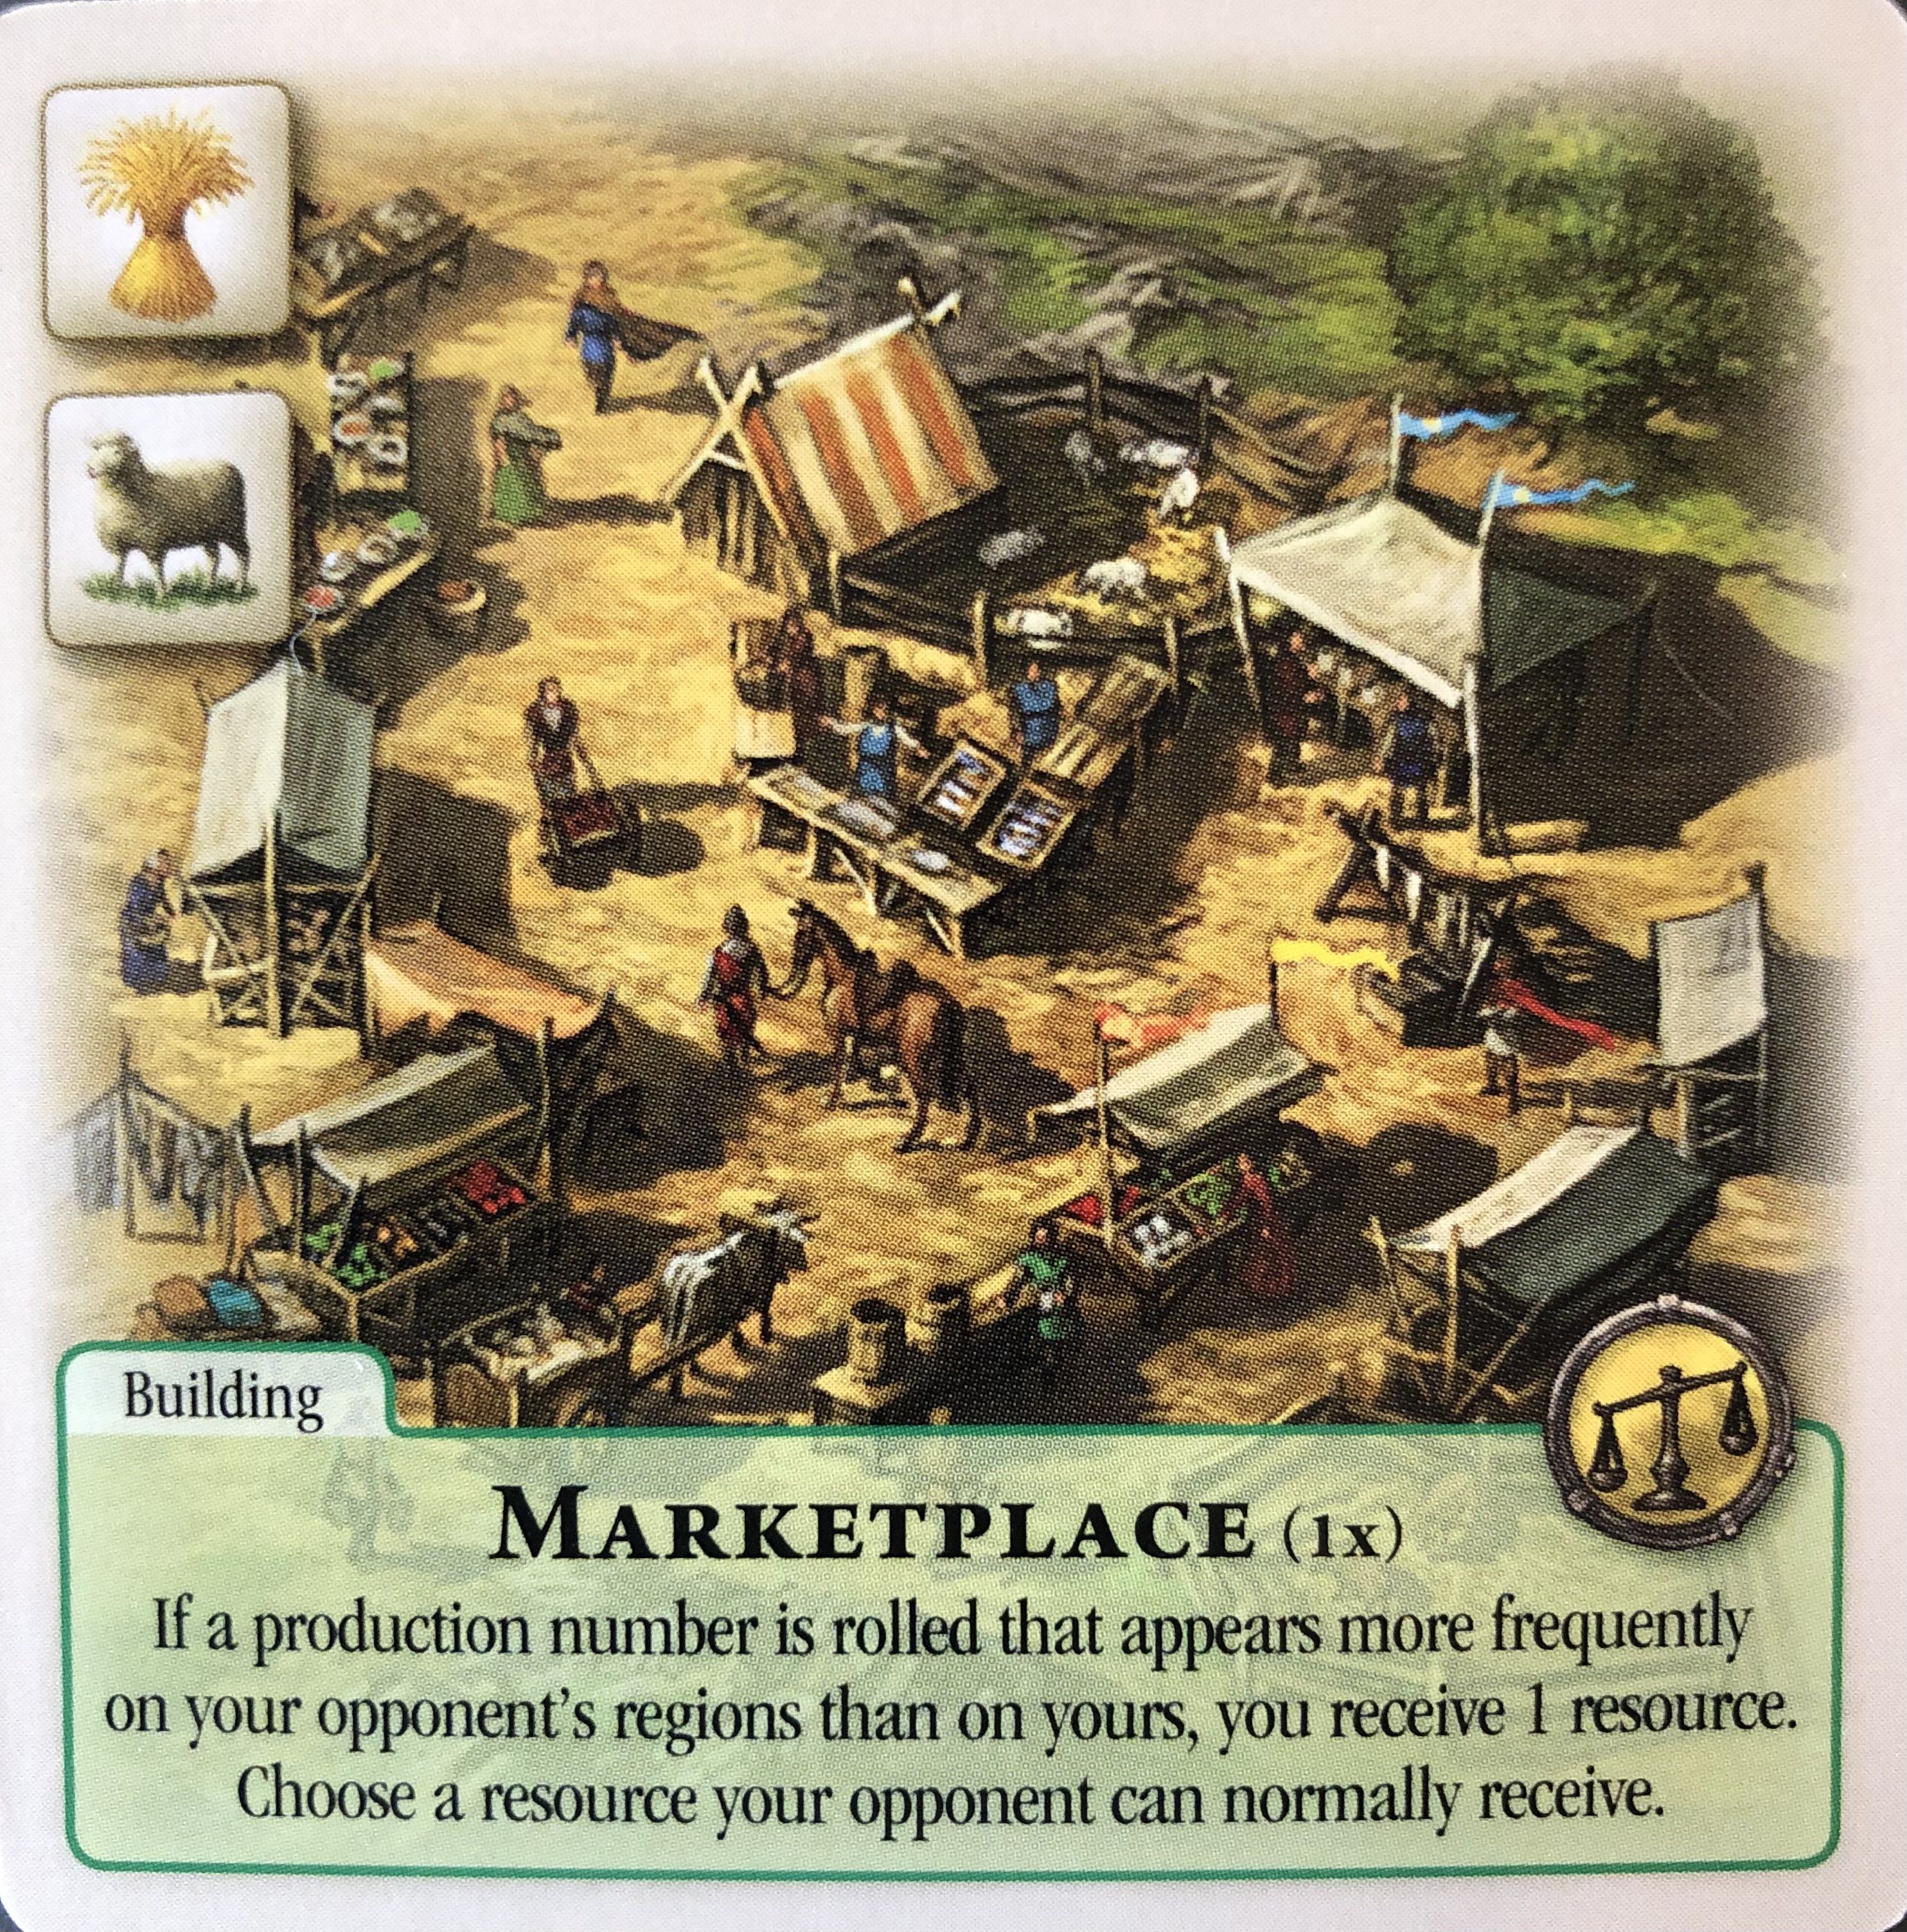 Building
MARKETPLACE (1x)
If a production number is rolled that appears more frequently
on your opponent's regions than on yours, you receive 1 resource.
Choose a resource your opponent can normally receive.